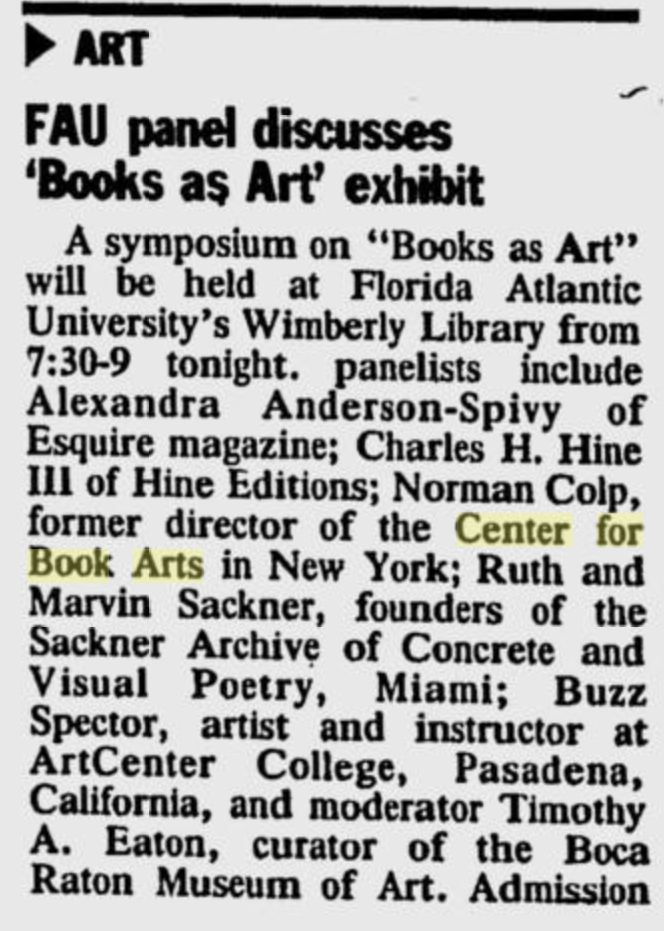 ART
FAU panel discusses
'Books as Art' exhibit
A symposium on "Books as Art"
will be held at Florida Atlantic
University's Wimberly Library from
7:30-9 tonight. panelists include
Alexandra Anderson-Spivy of
Esquire magazine; Charles H. Hine
III of Hine Editions; Norman Colp,
former director of the Center for
Book Arts in New York; Ruth and
Marvin Sackner, founders of the
Sackner Archive of Concrete and
Visual Poetry, Miami; Buzz
Spector, artist and instructor at
ArtCenter College, Pasadena,
California, and moderator Timothy
A. Eaton, curator of the Boca
Raton Museum of Art. Admission